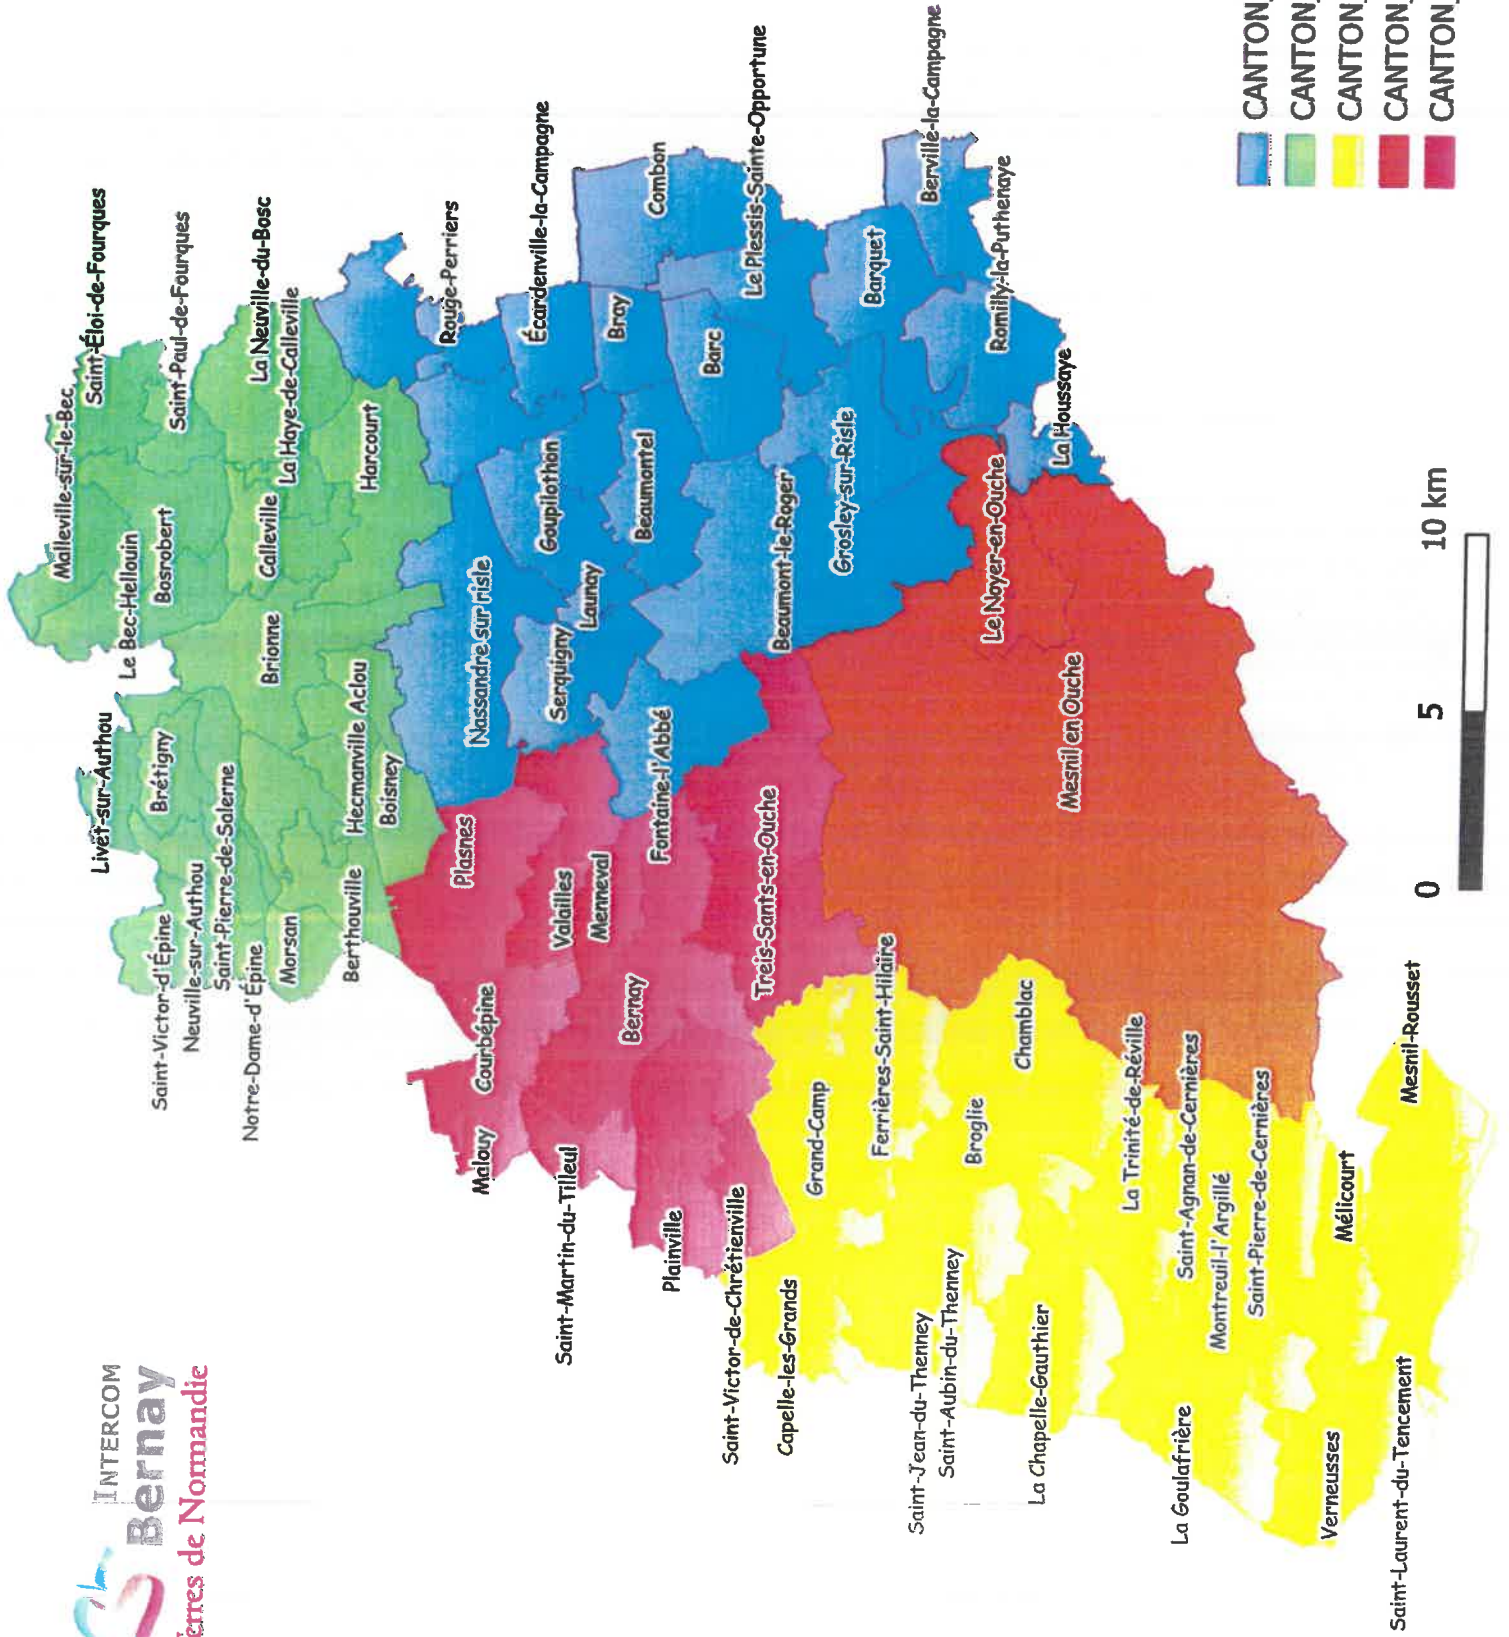 INTERCOM
Bernay
erres de Normandie
Malleville-sur-le-Bec
Saint-Éloi-de-Fourques
Livet-sur-Authou
Le Bec-Hellouin
Saint-Victor-d'Épine
Brétigny
Bosrobert
Saint-Paul-de-Fourques
Neuville-sur-Authou
Saint-Pierre-de-Salerne
Notre-Dame-d'Épine
Brionne
Calleville
La Neuville-du-Bosc
Morsan
La Haye-de-Calleville
Berthouville
Hecmanville Aclou
Harcourt
Boisney
Rouge-Perriers
Plasnes
Nassandre sur risle
Malouy
Courbépine
Écardenville-la-Campagne
Goupilothon
Serquigny
Valailles
Saint-Martin-du-Tilleul
Launay
Menneval
Bray
Bernay
Beaumontel
Combon
Fontaine-l'Abbé
Plainville
Barc
Saint-Victor-de-Chrétienville
Le Plessis-Sainte-Opportune
Treis-Sants-en-Ouche
Beaumont-le-Roger
Capelle-les-Grands
Grand-Camp
Grosley-sur-Risle
Barquet
Ferrières-Saint-Hilaire
Berville-la-Campagne
Saint-Jean-du-Thenney
Saint-Aubin-du-Thenney
Broglie
Le Noyer-en-Ouche
Romilly-la-Puthenaye
Chamblac
La Chapelle-Gauthier
La Houssaye
Mesnil en Ouche
La Trinité-de-Réville
La Goulafrière
Saint-Agnan-de-Cernières
Montreuil-l'Argillé
Saint-Pierre-de-Cernières
Verneusses
Mélicourt
Saint-Laurent-du-Tencement
Mesnil-Rousset
0 5 10 km
CANTON_
CANTON_
CANTON_
CANTON_
CANTON_